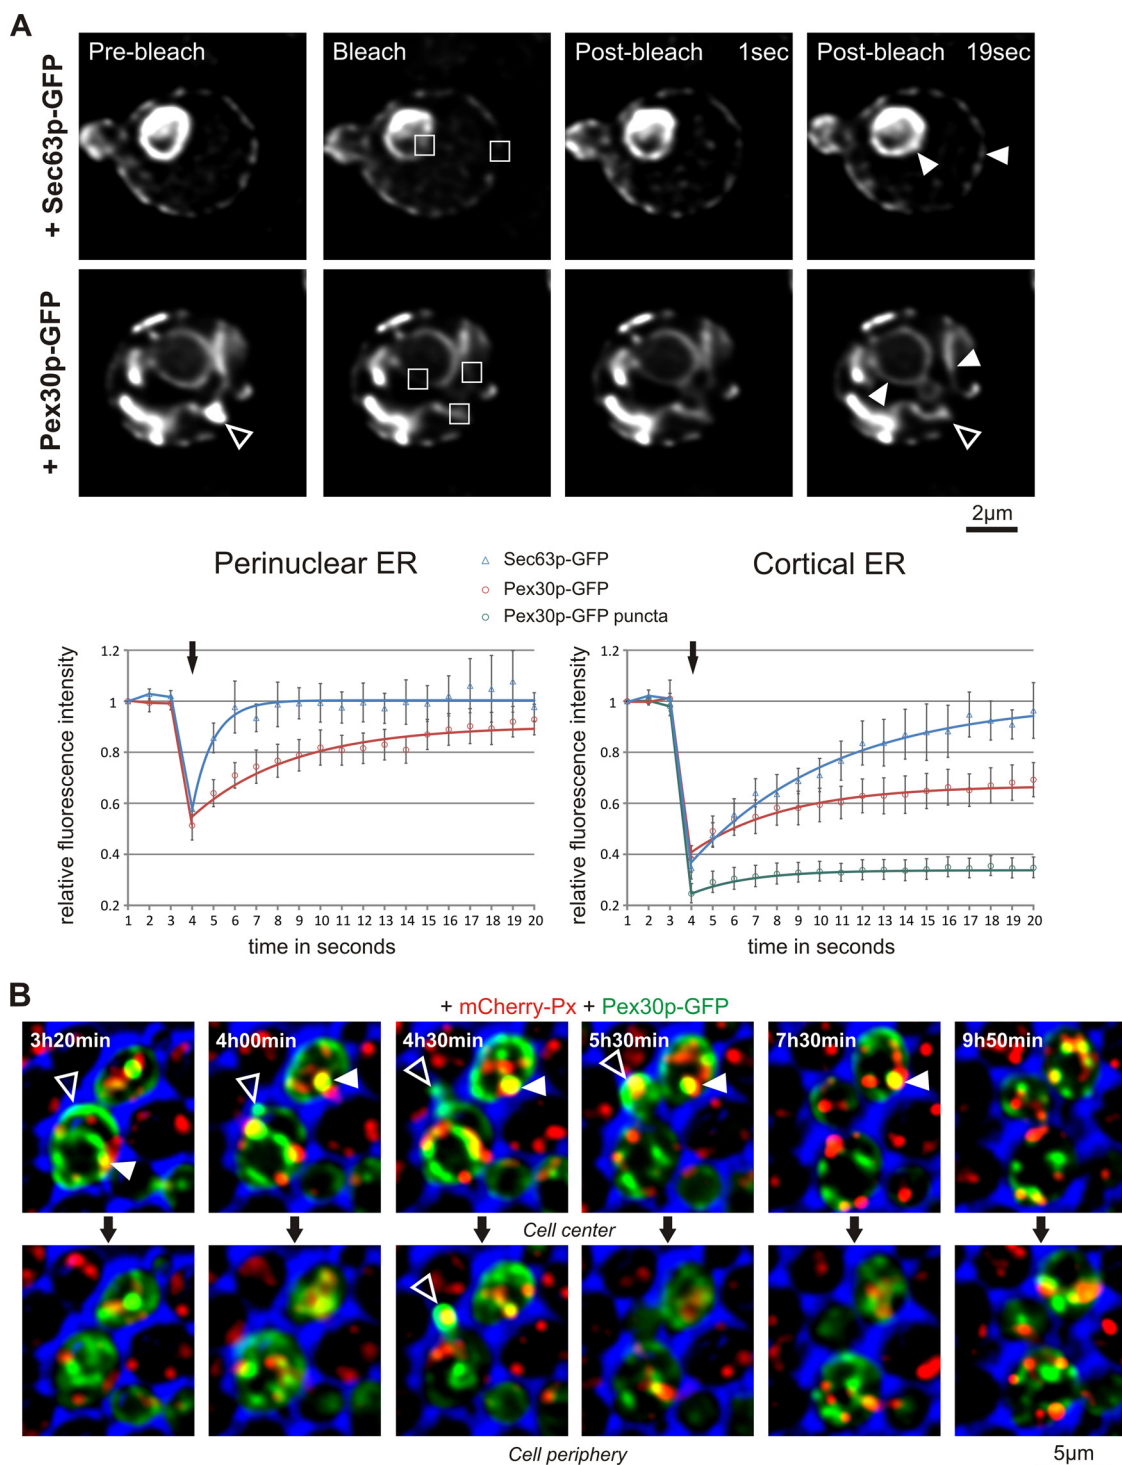 A
Pre-bleach
Bleach
Post-bleach 1sec
Post-bleach 19sec
+ Sec63p-GFP
+ Pex30p-GFP
2µm
Perinuclear ER
Sec63p-GFP
Pex30p-GFP
Pex30p-GFP puncta
Cortical ER
relative fluorescence intensity
1.2
1
0.8
0.6
0.4
0.2
1 2 3 4 5 6 7 8 9 10 11 12 13 14 15 16 17 18 19 20
time in seconds
relative fluorescence intensity
1.2
1
0.8
0.6
0.4
0.2
1 2 3 4 5 6 7 8 9 10 11 12 13 14 15 16 17 18 19 20
time in seconds
B
+ mCherry-Px + Pex30p-GFP
3h20min
4h00min
4h30min
5h30min
7h30min
9h50min
Cell center
Cell periphery
5µm